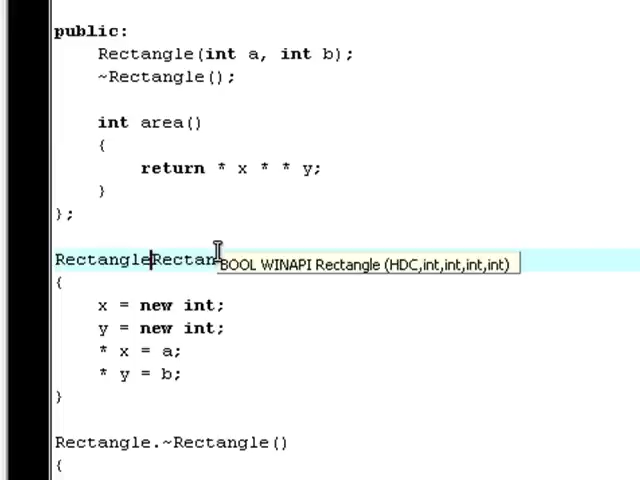 public:
Rectangle(int a, int b);
~Rectangle();
int area()
{
return * x * * y;
}
};
RectangleRectan
BOOL WINAPI Rectangle (HDC,int,int,int,int)
{
x = new int;
y = new int;
* x = a;
* y = b;
}
Rectangle.~Rectangle()
{